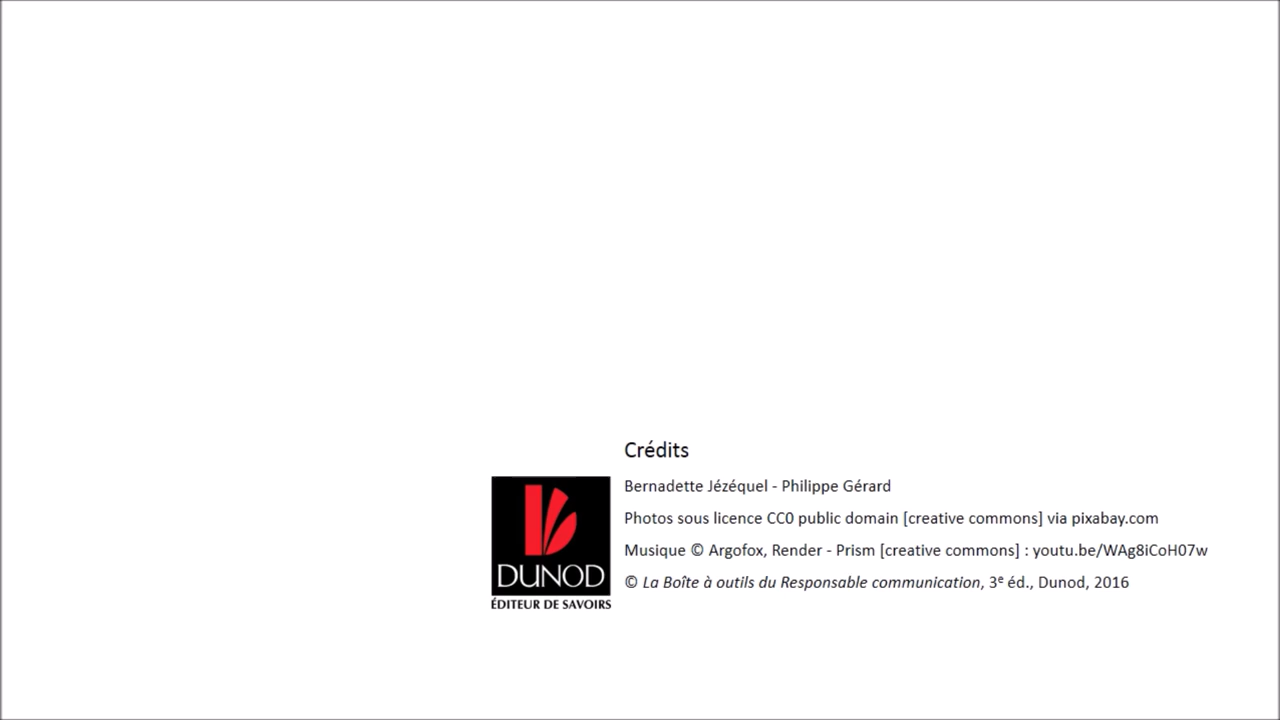 Crédits
Bernadette Jézéquel - Philippe Gérard
Photos sous licence CC0 public domain [creative commons] via pixabay.com
Musique © Argofox, Render - Prism [creative commons] : youtu.be/WAg8iCoH07w
© La Boîte à outils du Responsable communication, 3e éd., Dunod, 2016
DUNOD
ÉDITEUR DE SAVOIRS